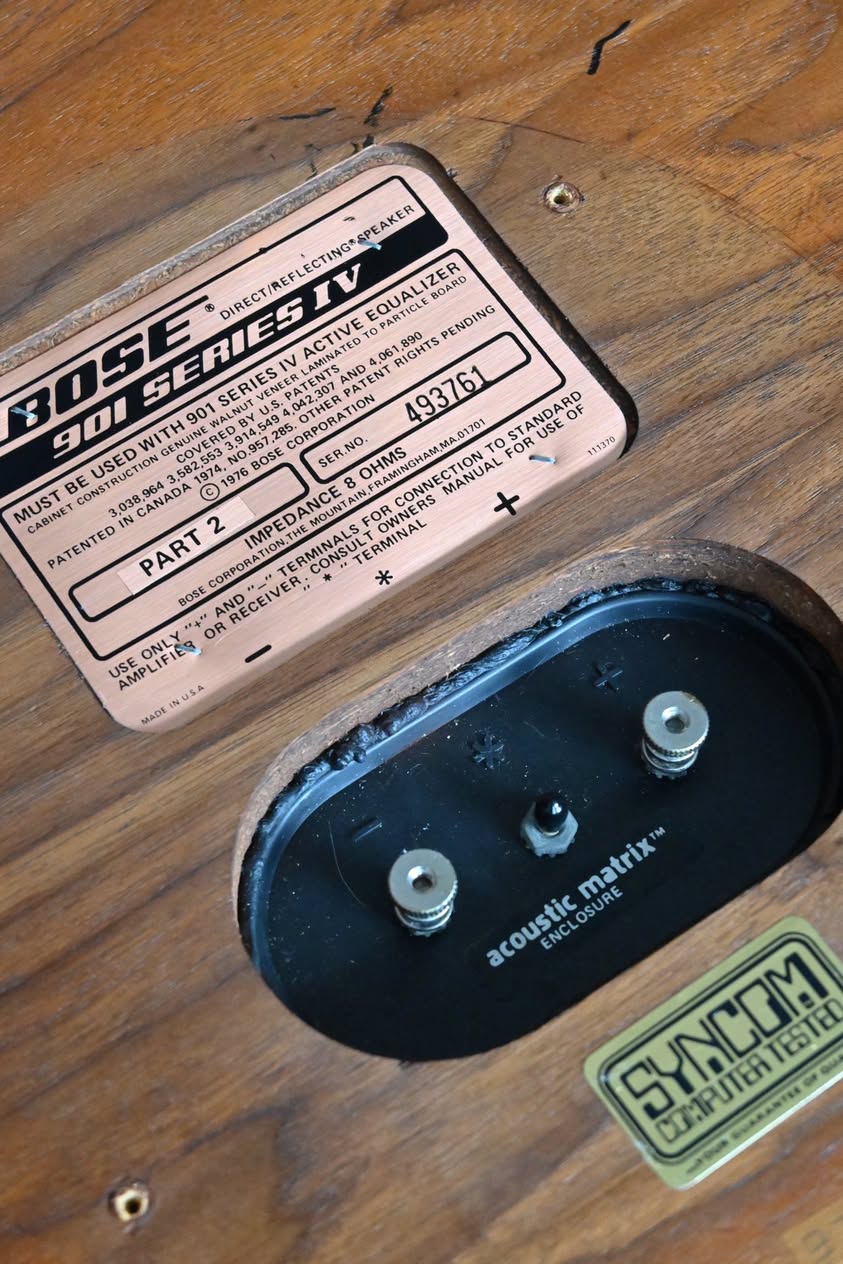 DIRECT/REFLECTING® SPEAKER
BOSE®
901 SERIES IV
MUST BE USED WITH 901 SERIES IV ACTIVE EQUALIZER
CABINET CONSTRUCTION GENUINE WALNUT VENEER LAMINATED TO PARTICLE BOARD
COVERED BY U.S. PATENTS
3,038,964 3,582,553 3,914,549 4,042,307 AND 4,061,890
PATENTED IN CANADA 1974, NO.957,285. OTHER PATENT RIGHTS PENDING
© 1976 BOSE CORPORATION
PART 2
SER.NO. 493761
IMPEDANCE 8 OHMS
BOSE CORPORATION,THE MOUNTAIN,FRAMINGHAM,MA.01701
USE ONLY "+" AND "–" TERMINALS FOR CONNECTION TO STANDARD
AMPLIFIER OR RECEIVER. CONSULT OWNERS MANUAL FOR USE OF
" * " TERMINAL
111370
MADE IN U.S.A
– * +
– * +
acoustic matrix™
ENCLOSURE
SYNCOM
COMPUTER TESTED
...YOUR GUARANTEE OF